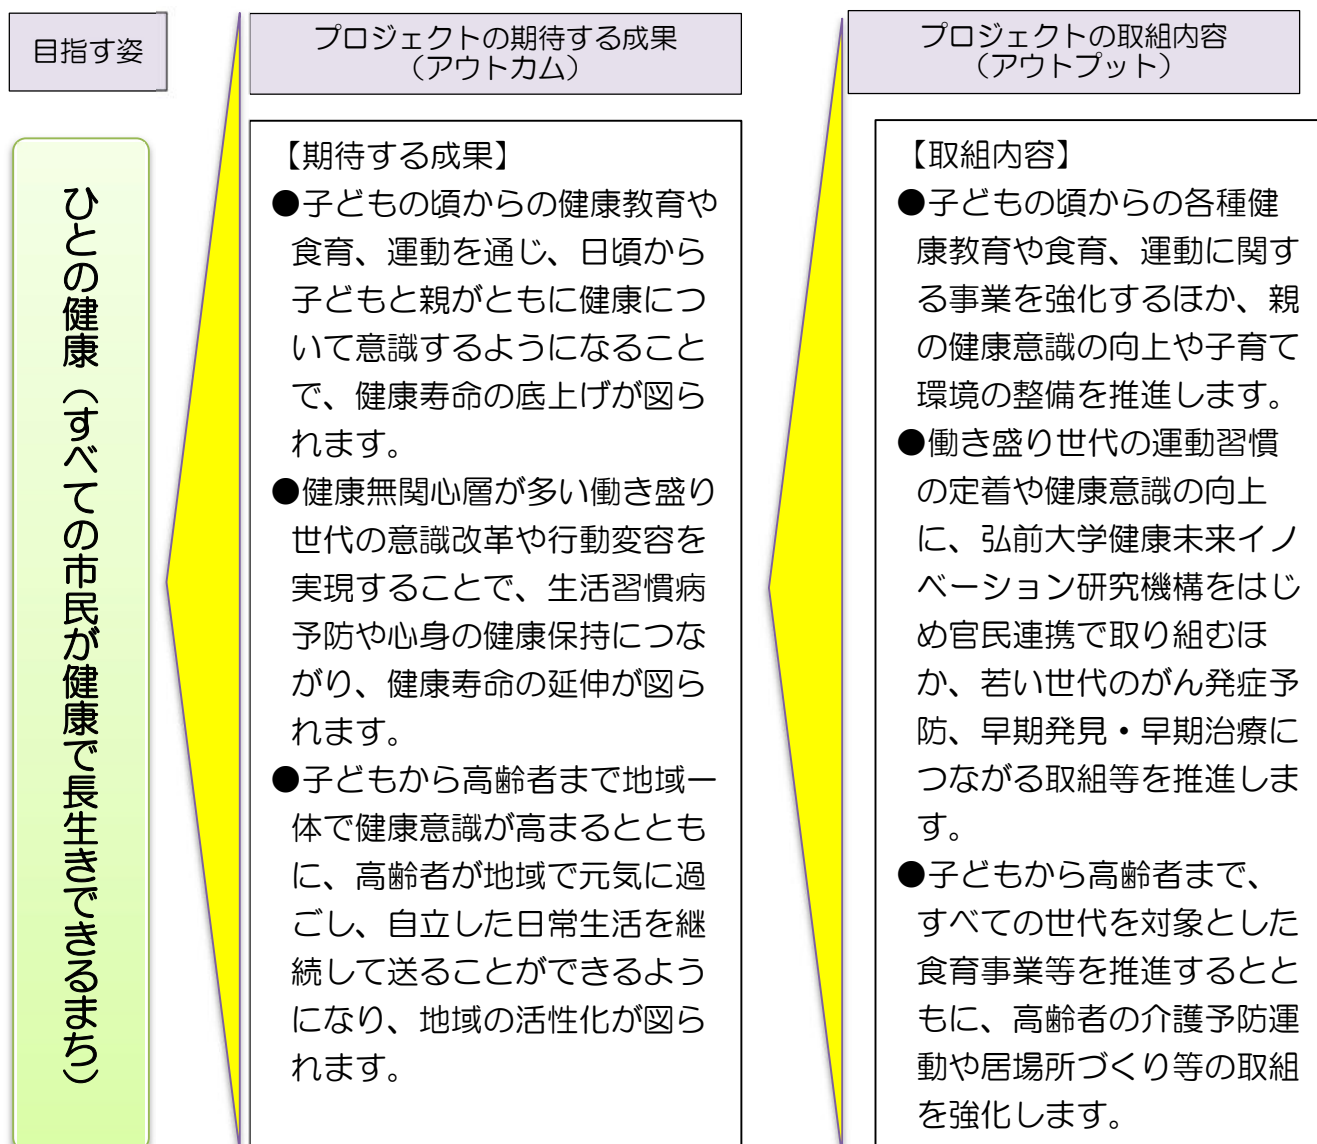 目指す姿
ひとの健康（すべての市民が健康で長生きできるまち）
プロジェクトの期待する成果
（アウトカム）
【期待する成果】
●子どもの頃からの健康教育や
食育、運動を通じ、日頃から
子どもと親がともに健康につ
いて意識するようになること
で、健康寿命の底上げが図ら
れます。
●健康無関心層が多い働き盛り
世代の意識改革や行動変容を
実現することで、生活習慣病
予防や心身の健康保持につな
がり、健康寿命の延伸が図ら
れます。
●子どもから高齢者まで地域一
体で健康意識が高まるととも
に、高齢者が地域で元気に過
ごし、自立した日常生活を継
続して送ることができるよう
になり、地域の活性化が図ら
れます。
プロジェクトの取組内容
（アウトプット）
【取組内容】
●子どもの頃からの各種健
康教育や食育、運動に関す
る事業を強化するほか、親
の健康意識の向上や子育て
環境の整備を推進します。
●働き盛り世代の運動習慣
の定着や健康意識の向上
に、弘前大学健康未来イノ
ベーション研究機構をはじ
め官民連携で取り組むほ
か、若い世代のがん発症予
防、早期発見・早期治療に
つながる取組等を推進しま
す。
●子どもから高齢者まで、
すべての世代を対象とした
食育事業等を推進するとと
もに、高齢者の介護予防運
動や居場所づくり等の取組
を強化します。